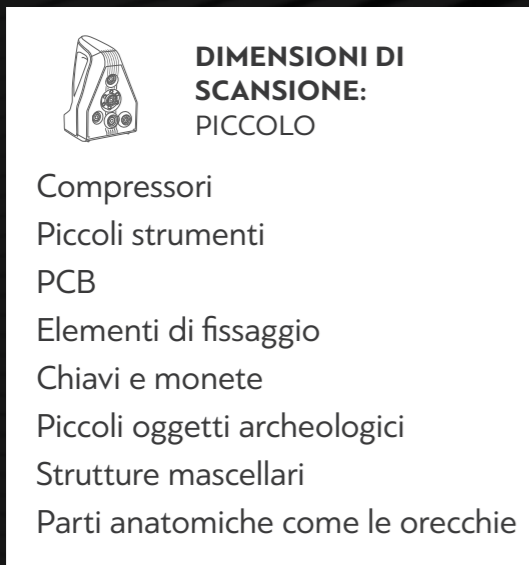 DIMENSIONI DI
SCANSIONE:
PICCOLO
Compressori
Piccoli strumenti
PCB
Elementi di fissaggio
Chiavi e monete
Piccoli oggetti archeologici
Strutture mascellari
Parti anatomiche come le orecchie